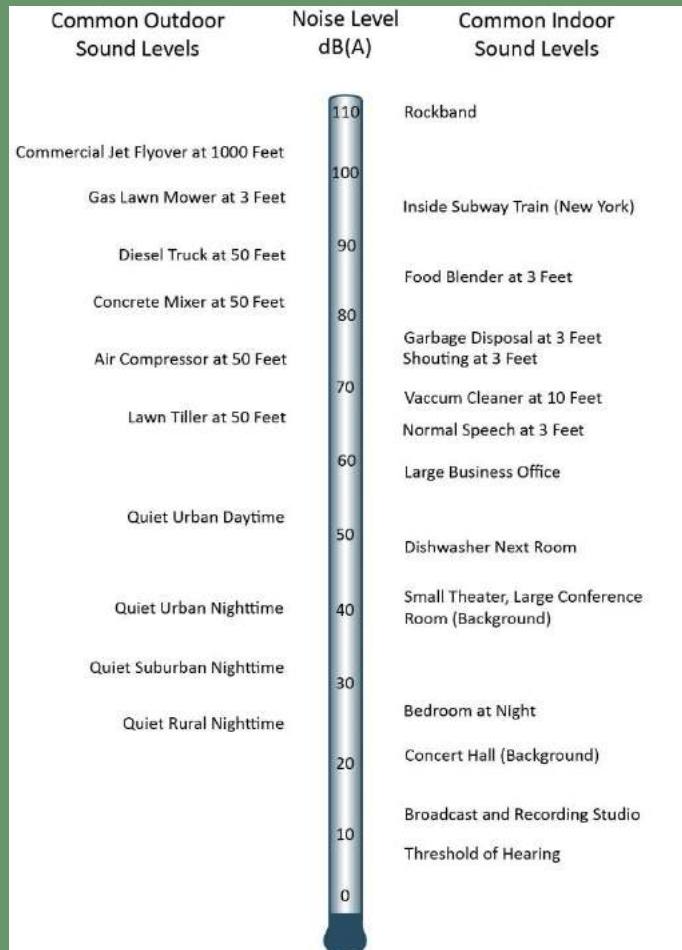 Common Outdoor
Sound Levels
Noise Level
dB(A)
Common Indoor
Sound Levels
110
Rockband
Commercial Jet Flyover at 1000 Feet
100
Gas Lawn Mower at 3 Feet
Inside Subway Train (New York)
90
Diesel Truck at 50 Feet
Food Blender at 3 Feet
Concrete Mixer at 50 Feet
80
Garbage Disposal at 3 Feet
Air Compressor at 50 Feet
Shouting at 3 Feet
70
Vaccum Cleaner at 10 Feet
Lawn Tiller at 50 Feet
Normal Speech at 3 Feet
60
Large Business Office
Quiet Urban Daytime
50
Dishwasher Next Room
Small Theater, Large Conference
Room (Background)
Quiet Urban Nighttime
40
Quiet Suburban Nighttime
30
Bedroom at Night
Quiet Rural Nighttime
Concert Hall (Background)
20
Broadcast and Recording Studio
10
Threshold of Hearing
0